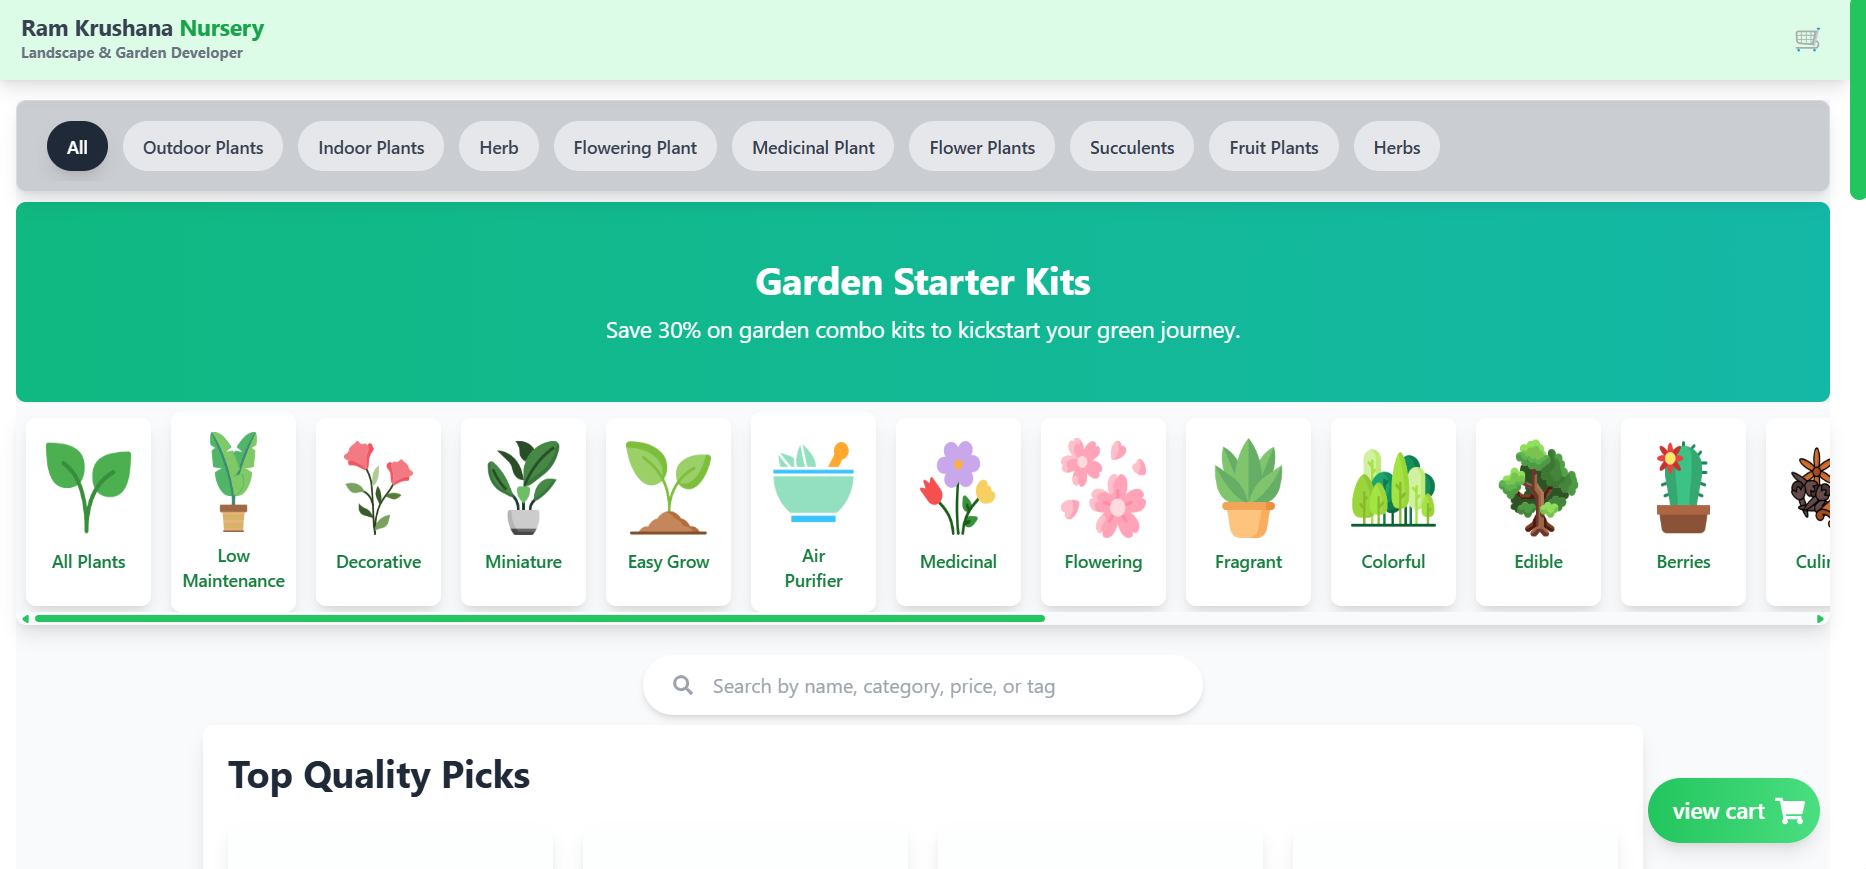 Ram Krushana Nursery
Landscape & Garden Developer
All
Outdoor Plants
Indoor Plants
Herb
Flowering Plant
Medicinal Plant
Flower Plants
Succulents
Fruit Plants
Herbs
Garden Starter Kits
Save 30% on garden combo kits to kickstart your green journey.
All Plants
Low
Maintenance
Decorative
Miniature
Easy Grow
Air
Purifier
Medicinal
Flowering
Fragrant
Colorful
Edible
Berries
Search by name, category, price, or tag
Top Quality Picks
view cart